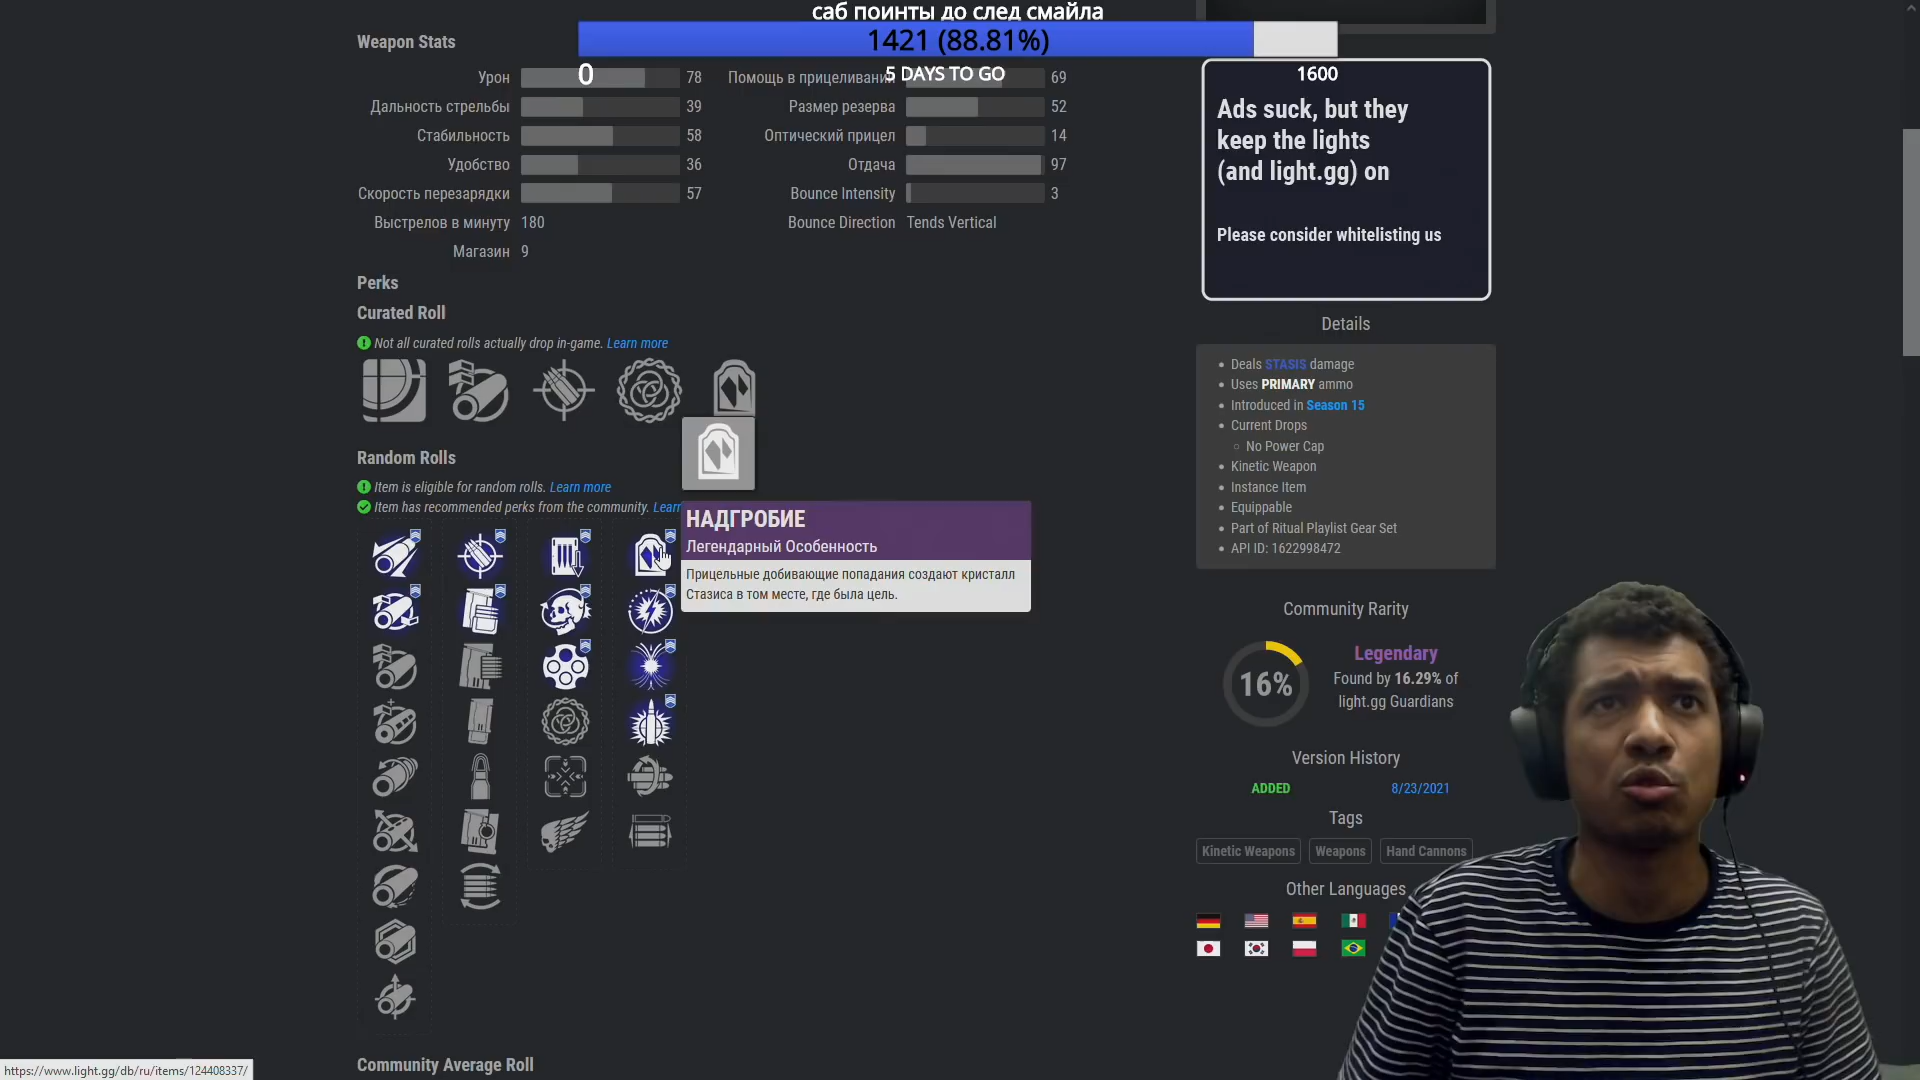 саб поинты до след смайла
1421 (88.81%)
0
5 DAYS TO GO
1600
Weapon Stats
Урон 78
Дальность стрельбы 39
Стабильность 58
Удобство 36
Скорость перезарядки 57
Выстрелов в минуту 180
Магазин 9
Помощь в прицеливании 69
Размер резерва 52
Оптический прицел 14
Отдача 97
Bounce Intensity 3
Bounce Direction Tends Vertical
Perks
Curated Roll
Not all curated rolls actually drop in-game. Learn more
Random Rolls
Item is eligible for random rolls. Learn more
Item has recommended perks from the community. Learn
НАДГРОБИЕ
Легендарный Особенность
Прицельные добивающие попадания создают кристалл
Стазиса в том месте, где была цель.
Community Average Roll
https://www.light.gg/db/ru/items/124408337/
Ads suck, but they
keep the lights
(and light.gg) on
Please consider whitelisting us
Details
Deals STASIS damage
Uses PRIMARY ammo
Introduced in Season 15
Current Drops
No Power Cap
Kinetic Weapon
Instance Item
Equippable
Part of Ritual Playlist Gear Set
API ID: 1622998472
Community Rarity
16%
Legendary
Found by 16.29% of
light.gg Guardians
Version History
ADDED 8/23/2021
Tags
Kinetic Weapons Weapons Hand Cannons
Other Languages